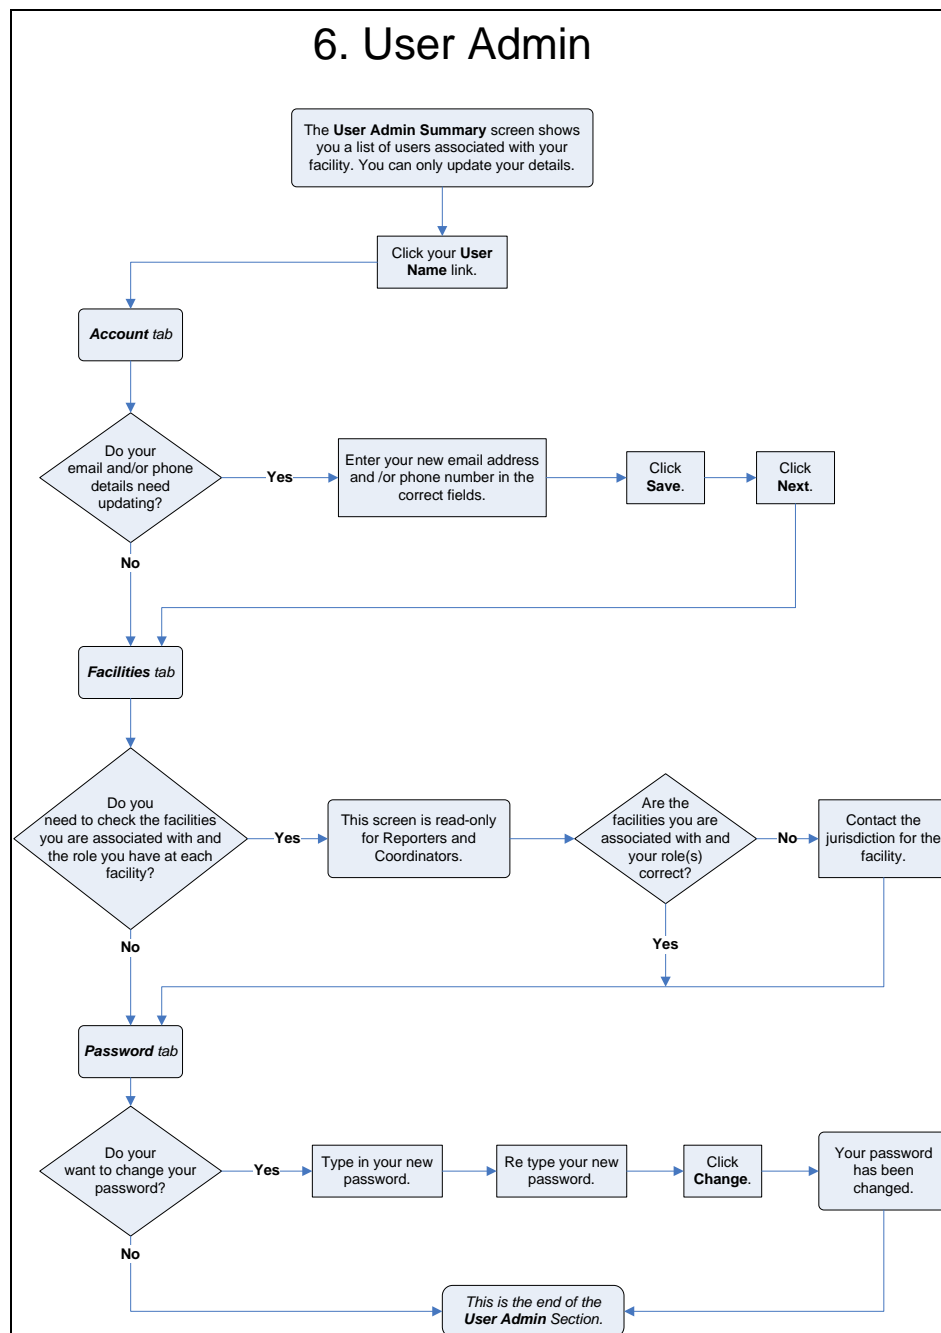 6. User Admin
The User Admin Summary screen shows
you a list of users associated with your
facility. You can only update your details.
Click your User
Name link.
Account tab
Do your
email and/or phone
details need
updating?
Yes
Enter your new email address
and /or phone number in the
correct fields.
Click
Save.
Click
Next.
No
Facilities tab
Do you
need to check the facilities
you are associated with and
the role you have at each
facility?
Yes
This screen is read-only
for Reporters and
Coordinators.
Are the
facilities you are
associated with and
your role(s)
correct?
No
Contact the
jurisdiction for the
facility.
Yes
No
Password tab
Do your
want to change your
password?
Yes
Type in your new
password.
Re type your new
password.
Click
Change.
Your password
has been
changed.
No
This is the end of the
User Admin Section.